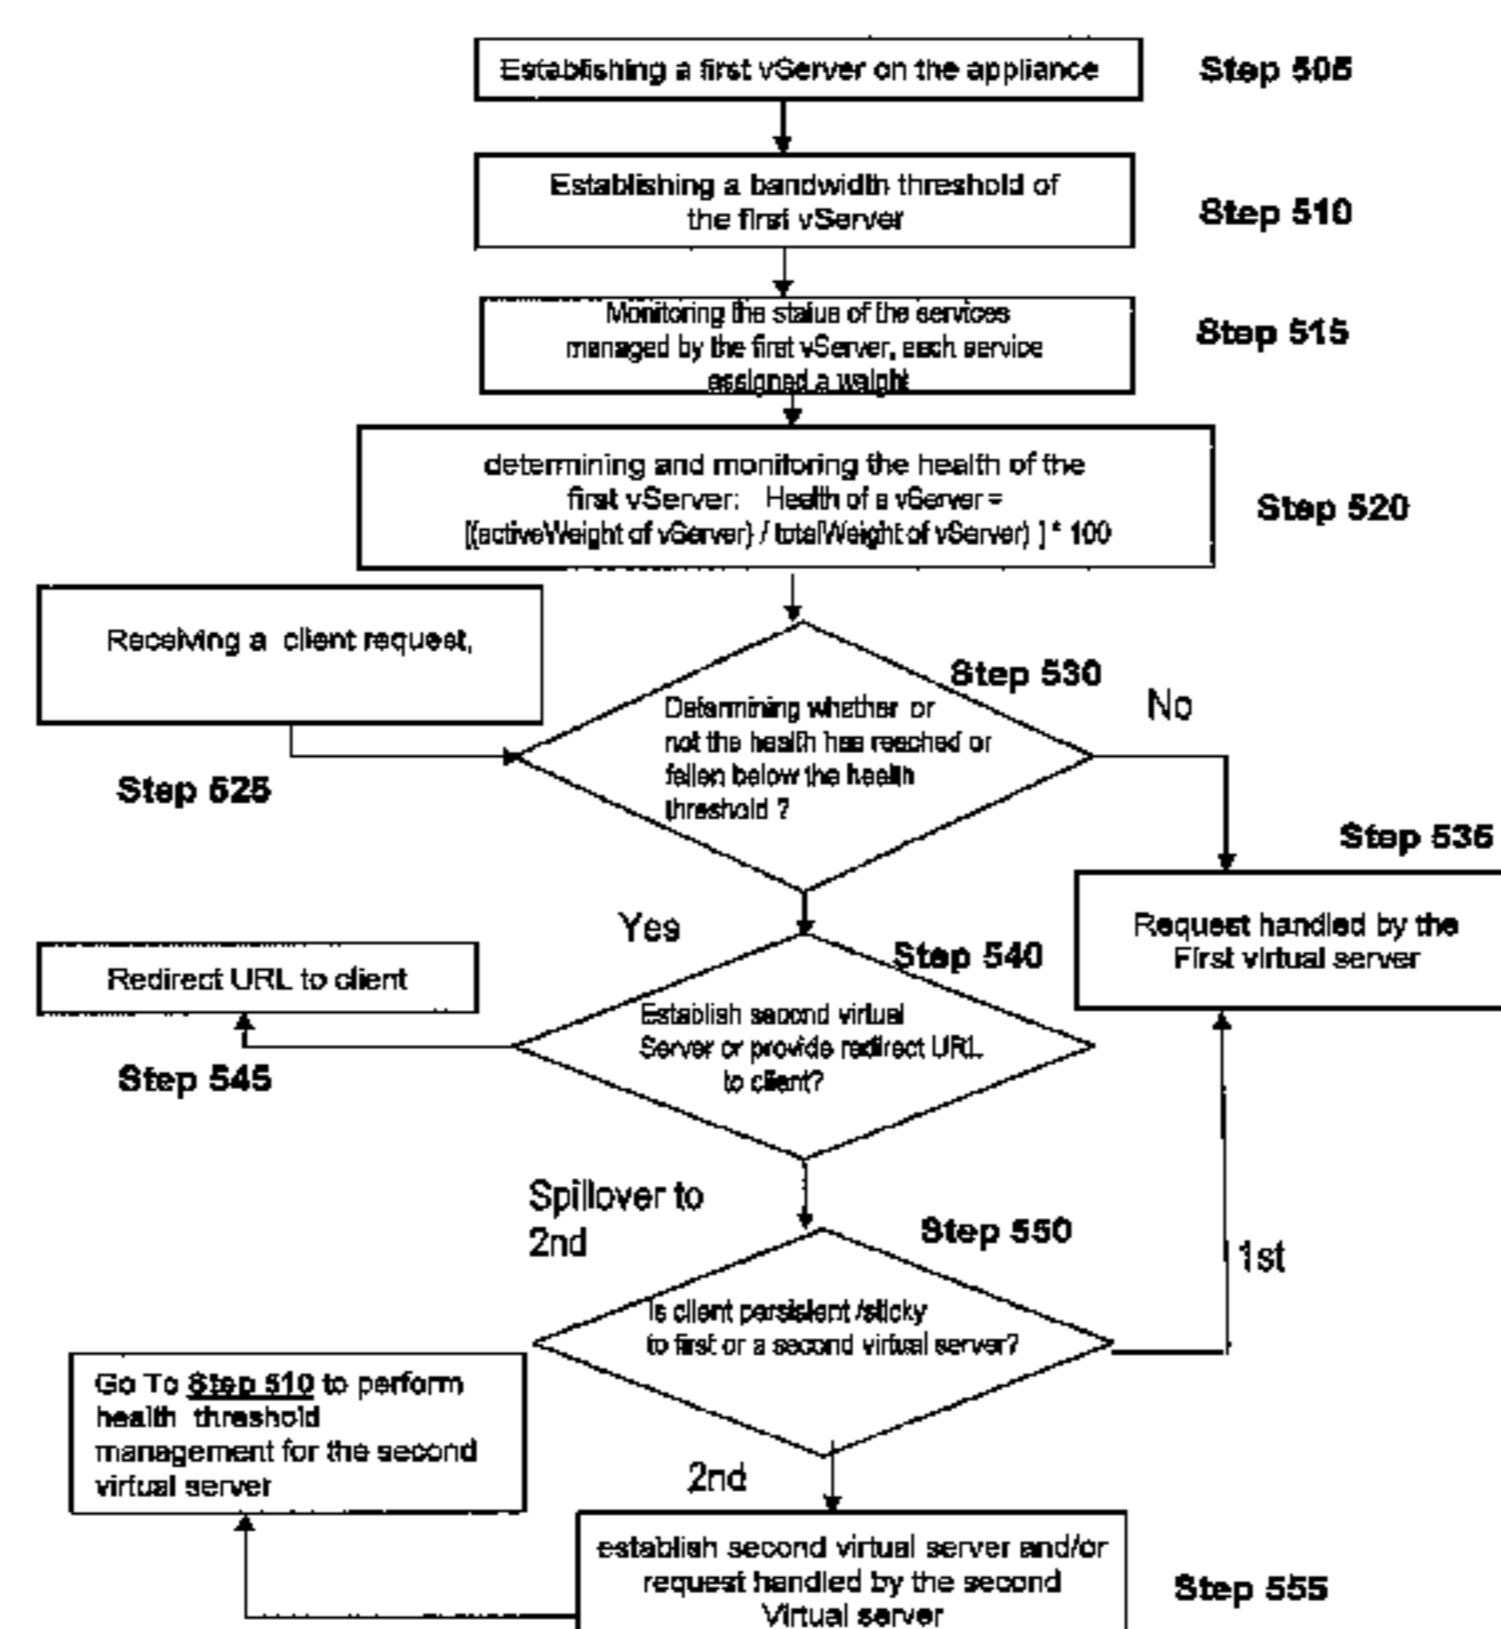 Establishing a first vServer on the appliance
Step 505
Establishing a bandwidth threshold of
the first vServer
Step 510
Monitoring the status of the services
managed by the first vServer, each service
assigned a weight
Step 515
determining and monitoring the health of the
first vServer: Health of a vServer =
[(activeWeight of vServer) / totalWeight of vServer) ] * 100
Step 520
Receiving a client request,
Step 525
Step 530
Determining whether or
not the health has reached or
fallen below the health
threshold ?
No
Step 535
Request handled by the
First virtual server
Yes
Step 540
Establish second virtual
Server or provide redirect URL
to client?
Redirect URL to client
Step 545
Spillover to
2nd
Step 550
Is client persistent /sticky
to first or a second virtual server?
1st
Go To Step 510 to perform
health threshold
management for the second
virtual server
2nd
establish second virtual server and/or
request handled by the second
Virtual server
Step 555